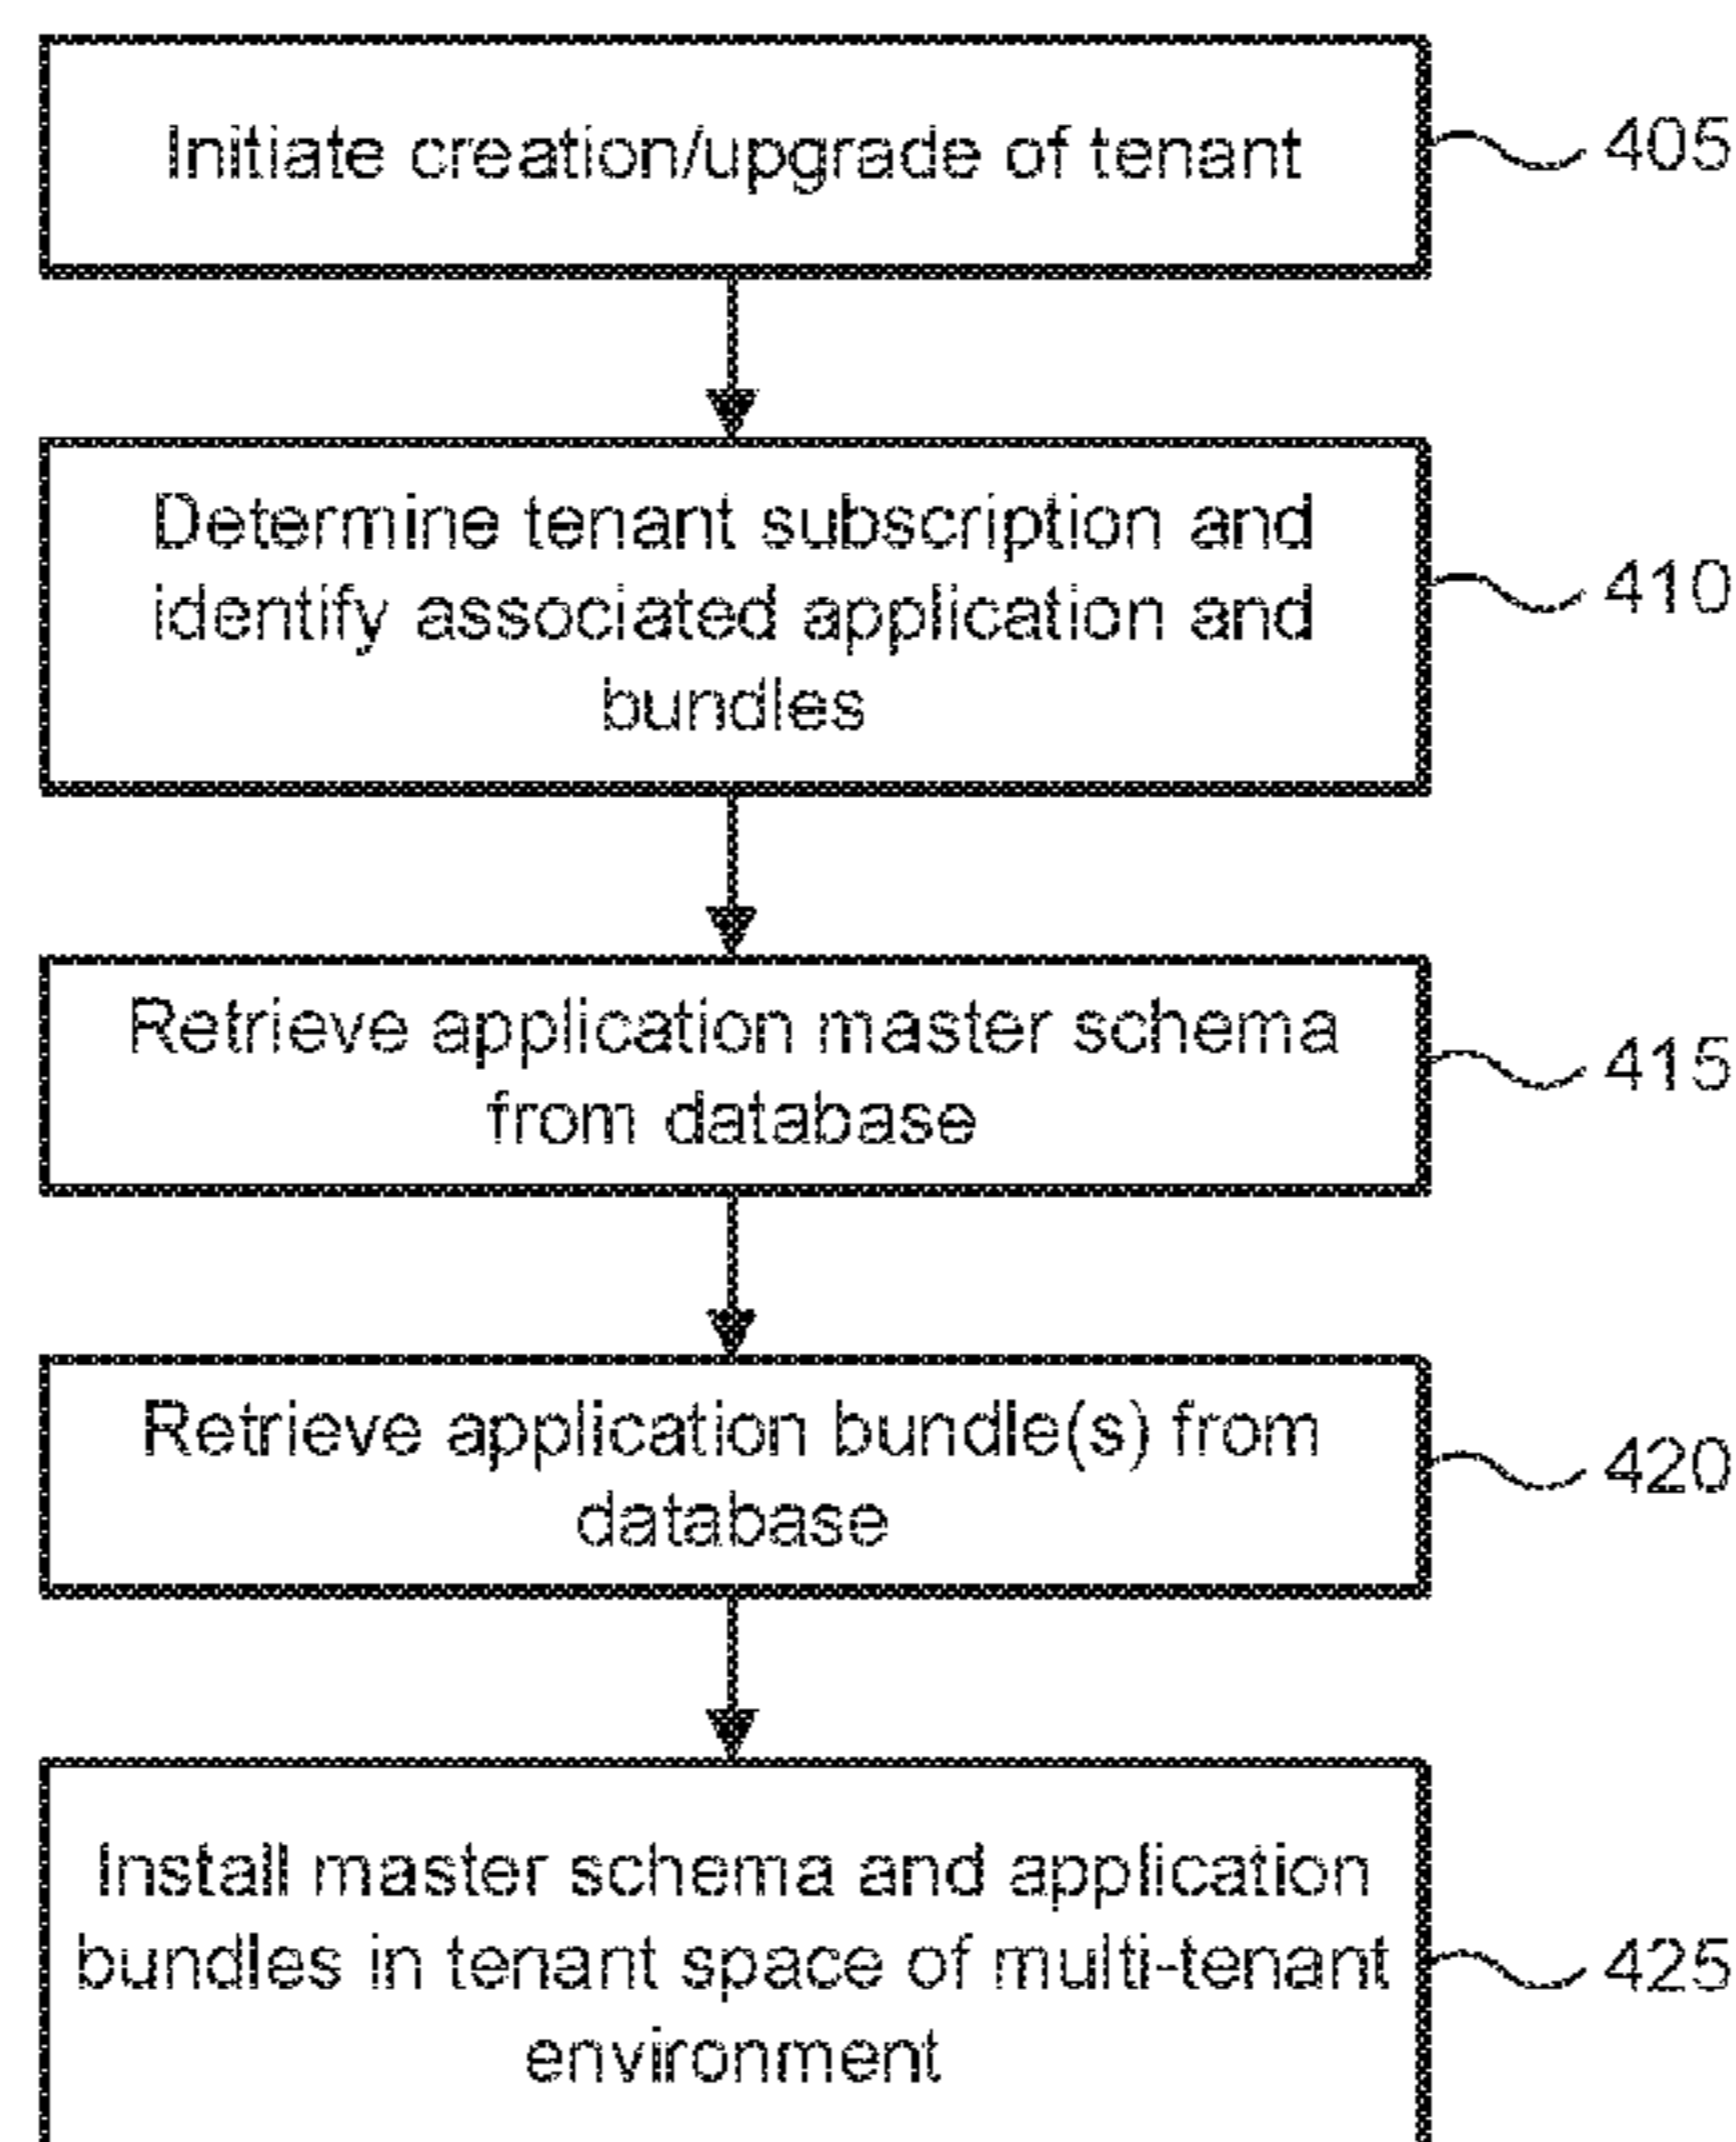 Initiate creation/upgrade of tenant
405
Determine tenant subscription and
identify associated application and
bundles
410
Retrieve application master schema
from database
415
Retrieve application bundle(s) from
database
420
Install master schema and application
bundles in tenant space of multi-tenant
environment
425